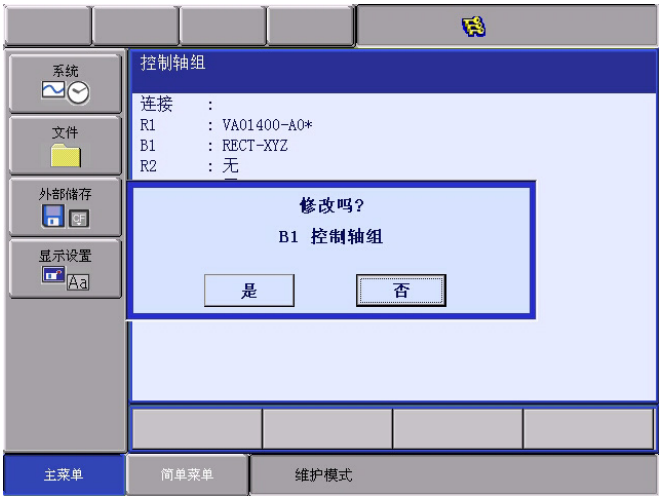 控制轴组
系统
文件
外部储存
CF
显示设置
Aa
连接 :
R1 : VA01400-A0*
B1 : RECT-XYZ
R2 : 无
修改吗?
B1 控制轴组
是
否
主菜单
简单菜单
维护模式